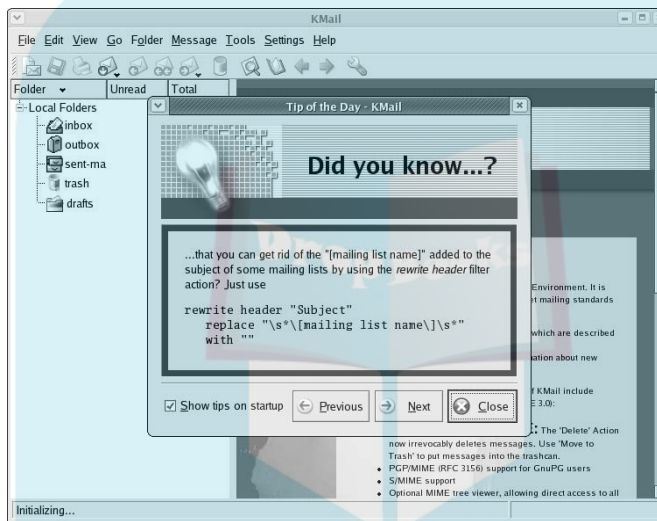 KMail
File Edit View Go Folder Message Tools Settings Help
Folder Unread Total
Local Folders
inbox
outbox
sent-ma
trash
drafts
Tip of the Day - KMail
Did you know...?
...that you can get rid of the "[mailing list name]" added to the
subject of some mailing lists by using the rewrite header filter
action? Just use
rewrite header "Subject"
replace "\s*\[mailing list name\]\s*"
with ""
Show tips on startup Previous Next Close
DropBooks
Environment. It is
et mailing standards
which are described
ation about new
f KMail include
E 3.0):
The 'Delete' Action
now irrevocably deletes messages. Use 'Move to
Trash' to put messages into the trashcan.
PGP/MIME (RFC 3156) support for GnuPG users
S/MIME support
Optional MIME tree viewer, allowing direct access to all
Initializing...